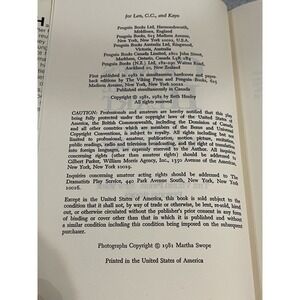 for Len, C.C., and Kaye
Penguin Books Ltd, Harmondsworth,
Middlesex, England
Penguin Books, 625 Madison Avenue,
New York, New York 10022, U.S.A.
Penguin Books Australia Ltd, Ringwood,
Victoria, Australia
Penguin Books Canada Limited, 2801 John Street,
Markham, Ontario, Canada L3R 1B4
Penguin Books (N.Z.) Ltd, 182–190 Wairau Road,
Auckland 10, New Zealand
First published in 1982 in simultaneous hardcover and paper-
back editions by The Viking Press and Penguin Books,
625 Madison Avenue, New York, New York 10022
Published simultaneously in Canada
Copyright © 1981, 1982 by Beth Henley
All rights reserved
CAUTION: Professionals and amateurs are hereby notified that this play
being fully protected under the copyright laws of the United States of
America, the British Commonwealth, including the Dominion of Canada,
and all other countries which are members of the Berne and Universal
Copyright Conventions, is subject to royalty. All rights including but not
limited to professional, amateur, publication, motion picture, recitation,
public readings, radio and television broadcasting, and the right of translation
into foreign languages, are expressly reserved to the Author. All inquiries
concerning rights (other than amateur rights) should be addressed to
Gilbert Parker, William Morris Agency, Inc., 1350 Avenue of the Americas,
New York, New York 10019.
Inquiries concerning amateur acting rights should be addressed to The
Dramatists Play Service, 440 Park Avenue South, New York, New York
10016.
Except in the United States of America, this book is sold subject to the
condition that it shall not, by way of trade or otherwise, be lent, re-sold, hired
out, or otherwise circulated without the publisher's prior consent in any form
of binding or cover other than that in which it is published and without
a similar condition including this condition being imposed on the subsequent
purchaser.
Photographs Copyright © 1981 Martha Swope
Printed in the United States of America